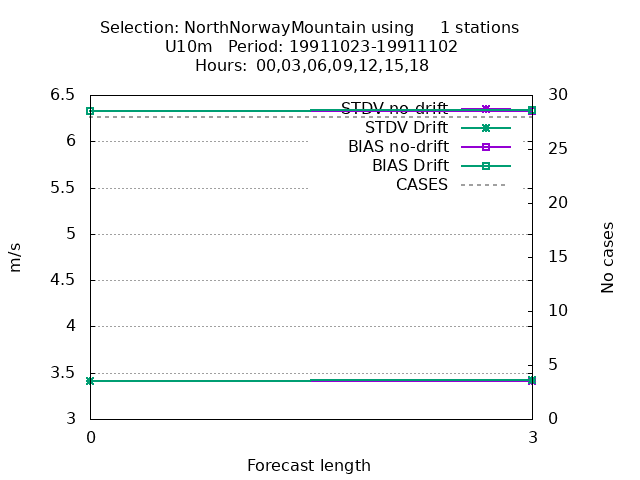 Selection: NorthNorwayMountain using 1 stations
U10m Period: 19911023-19911102
Hours: 00,03,06,09,12,15,18
6.5
6
5.5
5
4.5
4
3.5
3
30
25
20
15
10
5
0
STDV no-drift
STDV Drift
BIAS no-drift
BIAS Drift
CASES
m/s
No cases
0
3
Forecast length